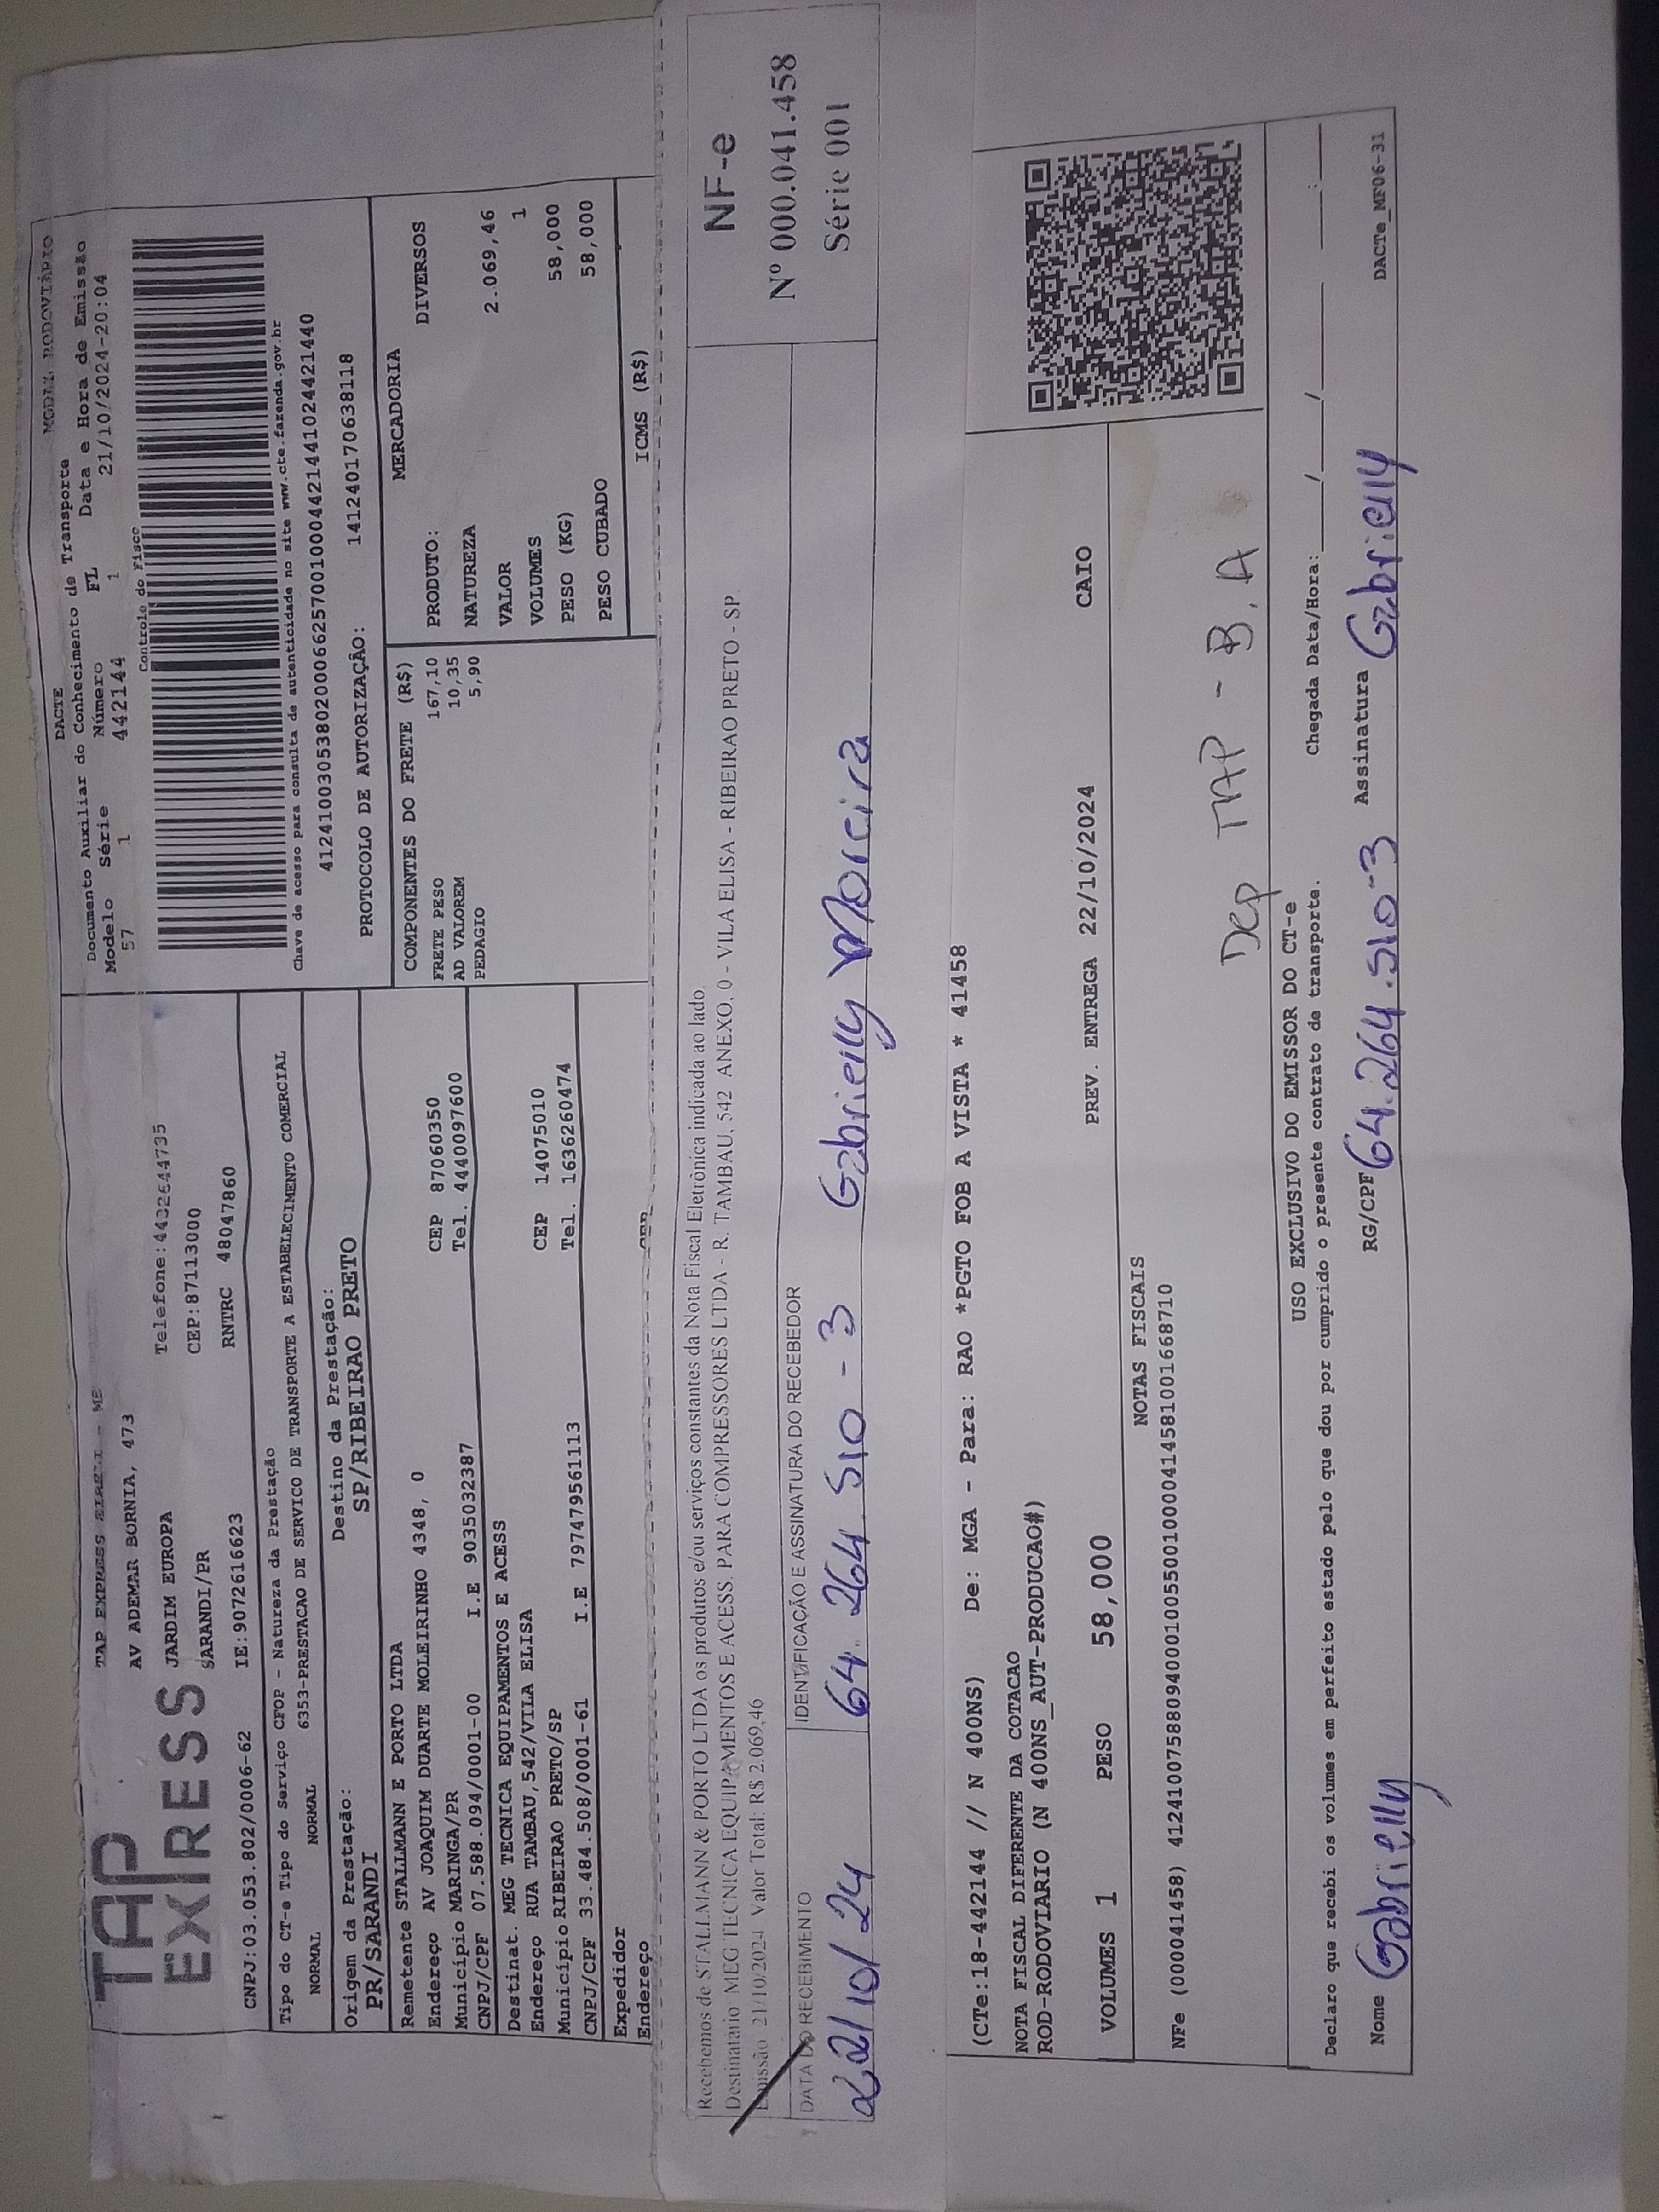 TAP
EXPRESS
TAP EXPRESS EIRELI - ME
AV ADEMAR BORNIA, 473
JARDIM EUROPA
SARANDI/PR
Telefone:4432644735
CEP:87113000
CNPJ:03.053.802/0006-62 IE:9072616623 RNTRC 48047860
Tipo do CT-e Tipo do Serviço CFOP - Natureza da Prestação
NORMAL NORMAL 6353-PRESTACAO DE SERVICO DE TRANSPORTE A ESTABELECIMENTO COMERCIAL
Origem da Prestação: Destino da Prestação:
PR/SARANDI SP/RIBEIRAO PRETO
Remetente STALLMANN E PORTO LTDA
Endereço AV JOAQUIM DUARTE MOLEIRINHO 4348, 0
Município MARINGA/PR CEP 87060350
CNPJ/CPF 07.588.094/0001-00 I.E 9035032387 Tel. 4440097600
Destinat. MEG TECNICA EQUIPAMENTOS E ACESS
Endereço RUA TAMBAU,542/VILA ELISA
Município RIBEIRAO PRETO/SP CEP 14075010
CNPJ/CPF 33.484.508/0001-61 I.E 797479561113 Tel. 1636260474
Expedidor
Endereço
DACTE MODAL RODOVIÁRIO
Documento Auxiliar do Conhecimento de Transporte
Modelo Série Número FL Data e Hora de Emissão
57 1 442144 1 21/10/2024-20:04
Controle do Fisco
Chave de acesso para consulta de autenticidade no site www.cte.fazenda.gov.br
41241003053802000662570010004421441024421440
PROTOCOLO DE AUTORIZAÇÃO: 141240170638118
COMPONENTES DO FRETE (R$)
FRETE PESO 167,10
AD VALOREM 10,35
PEDAGIO 5,90
MERCADORIA
PRODUTO: DIVERSOS
NATUREZA
VALOR 2.069,46
VOLUMES 1
PESO (KG) 58,000
PESO CUBADO 58,000
ICMS (R$)
Recebemos de STALLMANN & PORTO LTDA os produtos e/ou serviços constantes da Nota Fiscal Eletrônica indicada ao lado.
Destinatário MEG TECNICA EQUIPAMENTOS E ACESS. PARA COMPRESSORES LTDA - R. TAMBAU, 542 ANEXO, 0 - VILA ELISA - RIBEIRAO PRETO - SP
Emissão 21/10/2024 Valor Total: R$ 2.069,46
DATA DO RECEBIMENTO IDENTIFICAÇÃO E ASSINATURA DO RECEBEDOR
22/10/24 64.264.510-3 Gabrielly Moreira
NF-e
Nº 000.041.458
Série 001
(CTe:18-442144 // N 400NS) De: MGA - Para: RAO *PGTO FOB A VISTA * 41458
NOTA FISCAL DIFERENTE DA COTACAO
ROD-RODOVIARIO (N 400NS_AUT-PRODUCAO#)
VOLUMES 1 PESO 58,000 PREV. ENTREGA 22/10/2024 CAIO
NOTAS FISCAIS
NFe (000041458) 41241007588094000100550010000414581001668710
Dep TAP - B,A
USO EXCLUSIVO DO EMISSOR DO CT-e
Declaro que recebi os volumes em perfeito estado pelo que dou por cumprido o presente contrato de transporte. Chegada Data/Hora:____/____/______ ____:____
Nome Gabrielly RG/CPF 64.264.510-3 Assinatura Gabrielly
DACTe_MF06-31